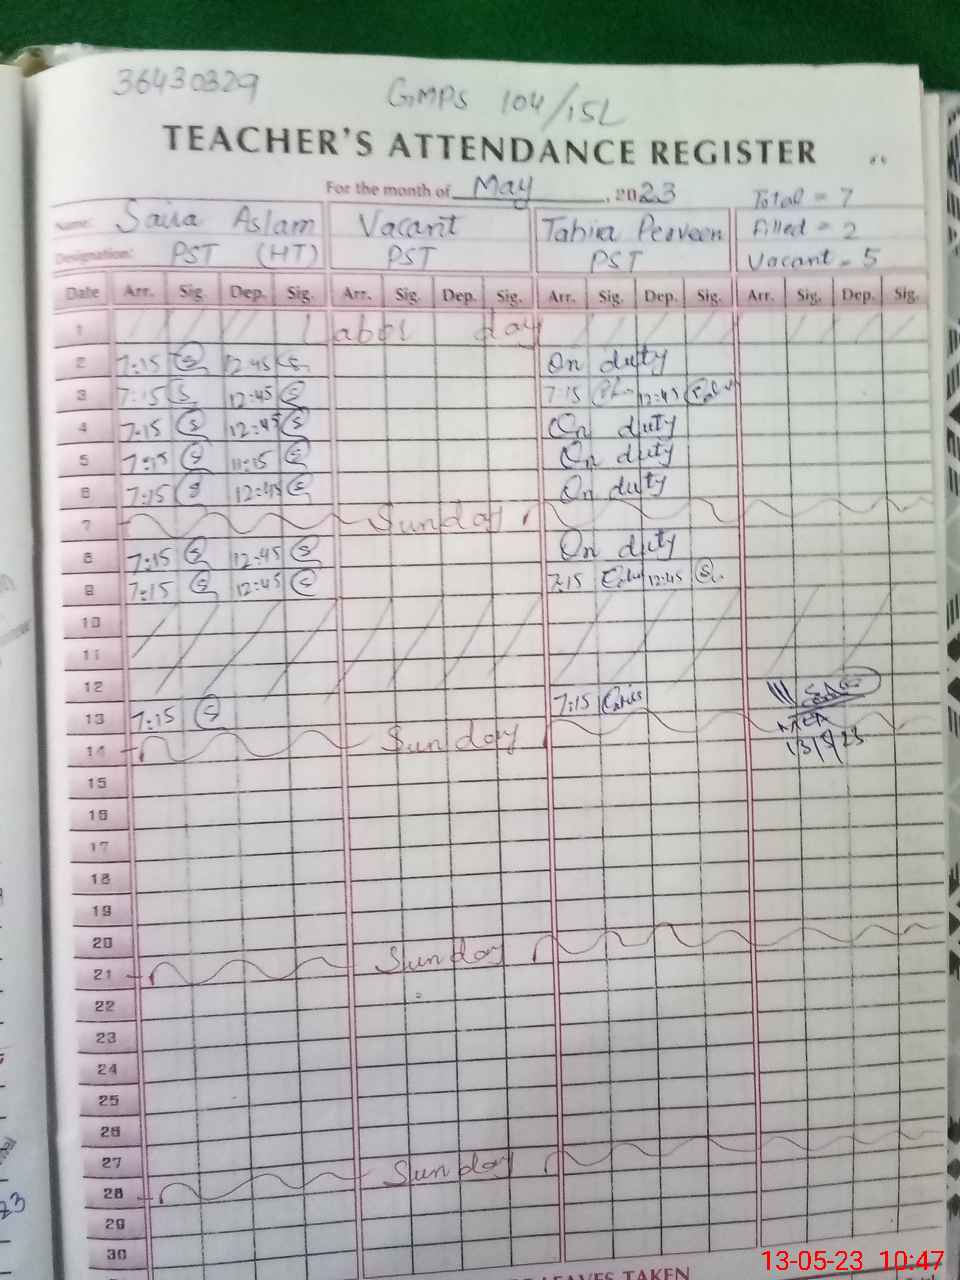 36430329
GMPS 104/15L
TEACHER'S ATTENDANCE REGISTER
For the month of May, 2023
Total = 7
Name: Saira Aslam Vacant Tahira Perveen Filled = 2
Designation: PST (HT) PST PST Vacant = 5
Date Arr. Sig. Dep. Sig. Arr. Sig. Dep. Sig. Arr. Sig. Dep. Sig. Arr. Sig. Dep. Sig.
1 Labor day
2 7:15 S 12:45 S On duty
3 7:15 S 12:45 S 7:15 12:45
4 7:15 S 12:45 S On duty
5 7:15 S 11:15 S On duty
6 7:15 S 12:45 S On duty
7 Sunday
8 7:15 S 12:45 S On duty
9 7:15 S 12:45 S 7:15 12:45 S
10
11
12
13 7:15 S 7:15
14 Sunday 13/5/23
15
16
17
18
19
20
21 Sunday
22
23
24
25
26
27
28 Sunday
29
30
LEAVES TAKEN
13-05-23 10:47